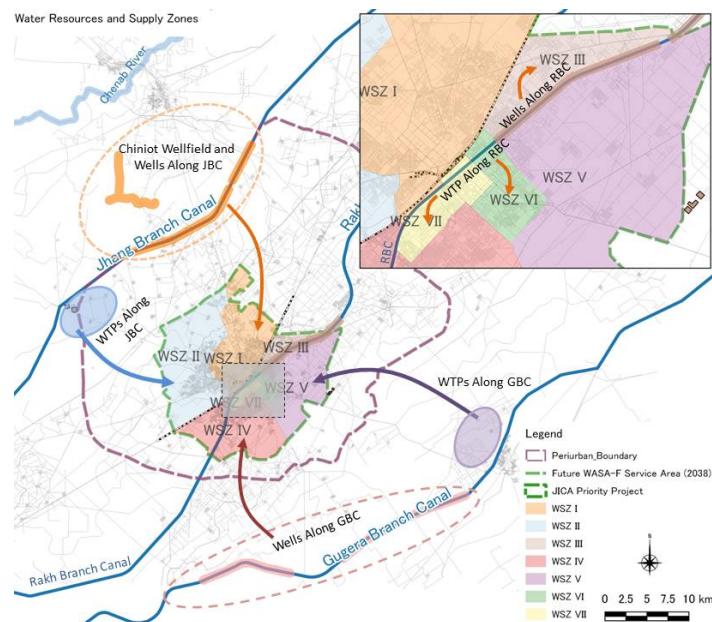 Water Resources and Supply Zones
Chenab River
Chiniot Wellfield and
Wells Along JBC
Jhang Branch Canal
Rakh
WTPs Along
JBC
WSZ II
WSZ I
WSZ III
WSZ V
WSZ VII
WSZ IV
WTPs Along GBC
Wells Along GBC
Gugera Branch Canal
Rakh Branch Canal
WSZ I
WSZ III
Wells Along RBC
WTP Along RBC
WSZ V
WSZ VI
WSZ VII
RBC
Legend
Periurban_Boundary
Future WASA-F Service Area (2038)
JICA Priority Project
WSZ I
WSZ II
WSZ III
WSZ IV
WSZ V
WSZ VI
WSZ VII
0 2.5 5 7.5 10 km